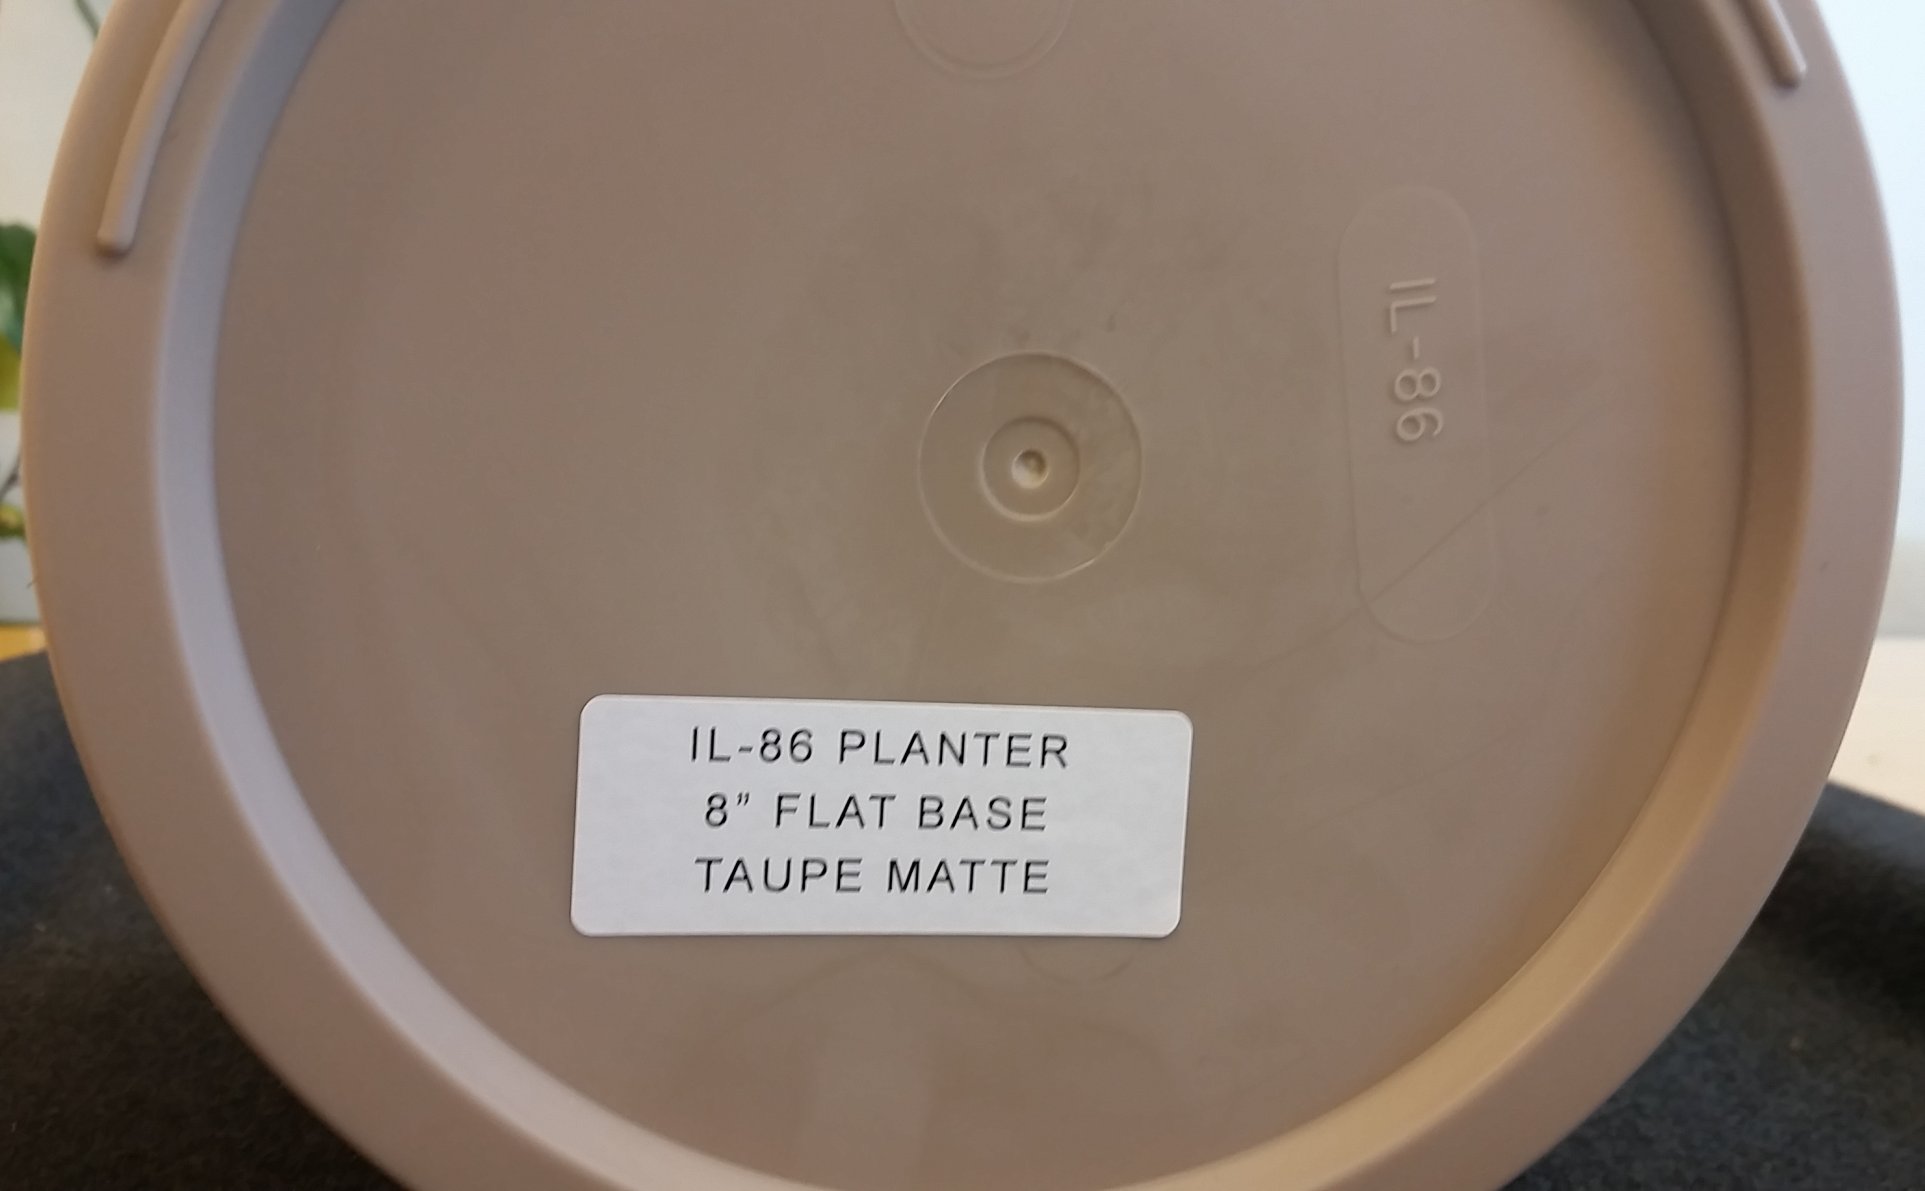 IL-86
IL-86 PLANTER
8” FLAT BASE
TAUPE MATTE